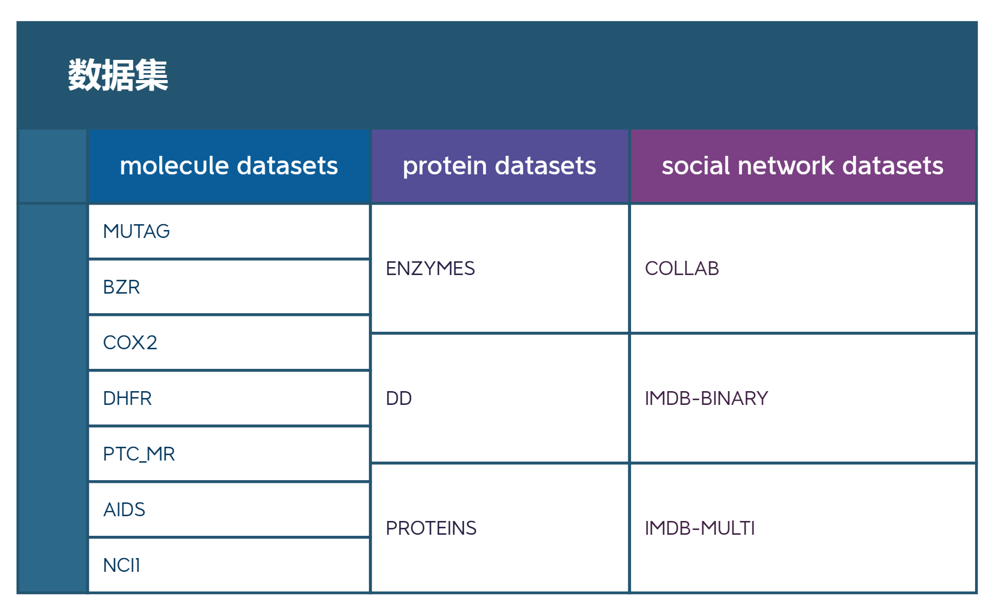 数据集
molecule datasets
protein datasets
social network datasets
MUTAG
BZR
COX2
DHFR
PTC_MR
AIDS
NCI1
ENZYMES
DD
PROTEINS
COLLAB
IMDB-BINARY
IMDB-MULTI